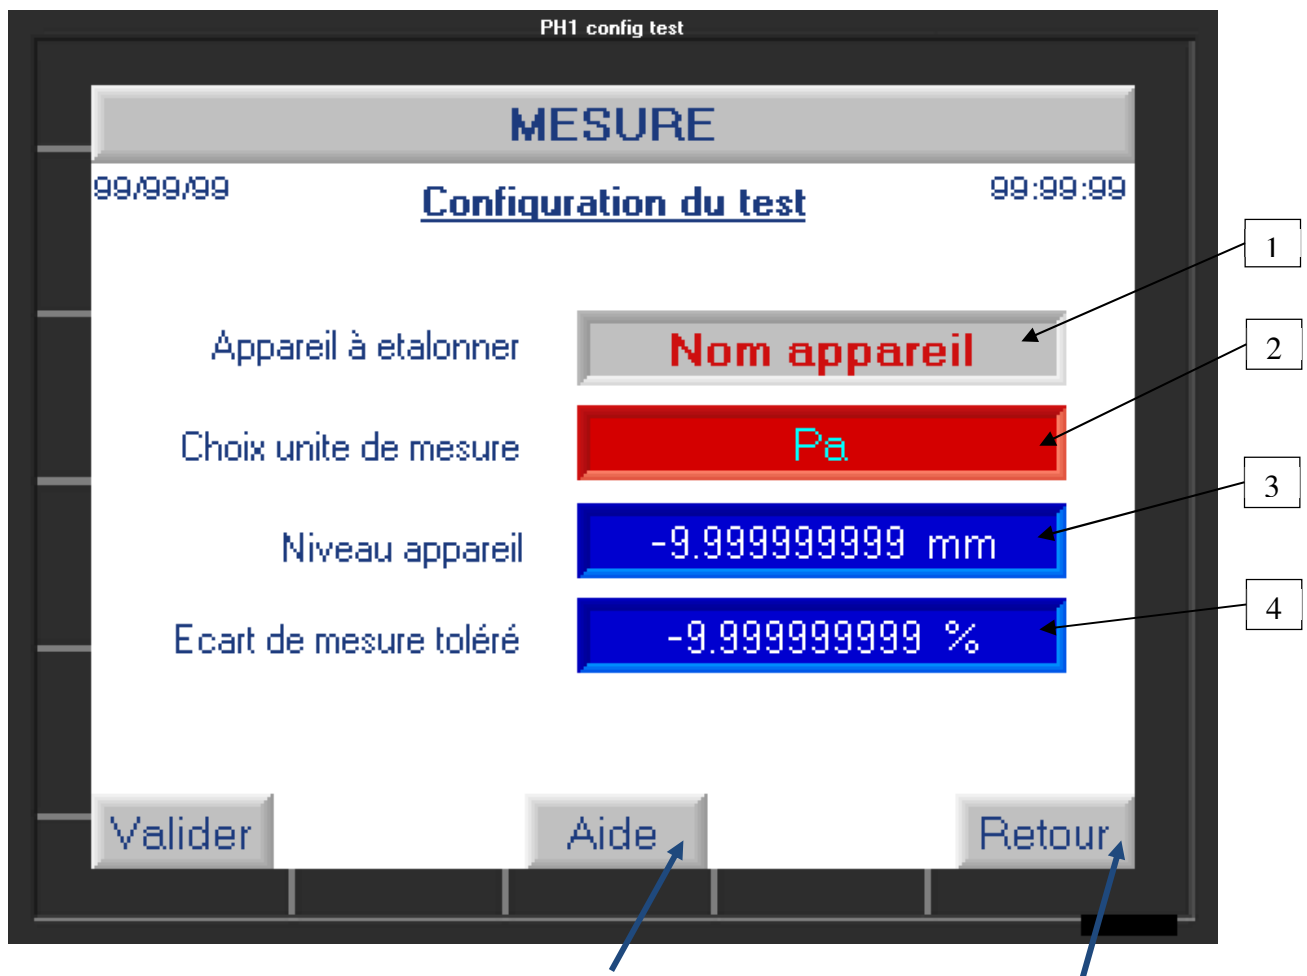 PH1 config test
MESURE
99/99/99
Configuration du test
99:99:99
1
Appareil à etalonner
Nom appareil
2
Choix unite de mesure
Pa
3
Niveau appareil
-9.999999999 mm
4
Ecart de mesure toléré
-9.999999999 %
Valider
Aide
Retour